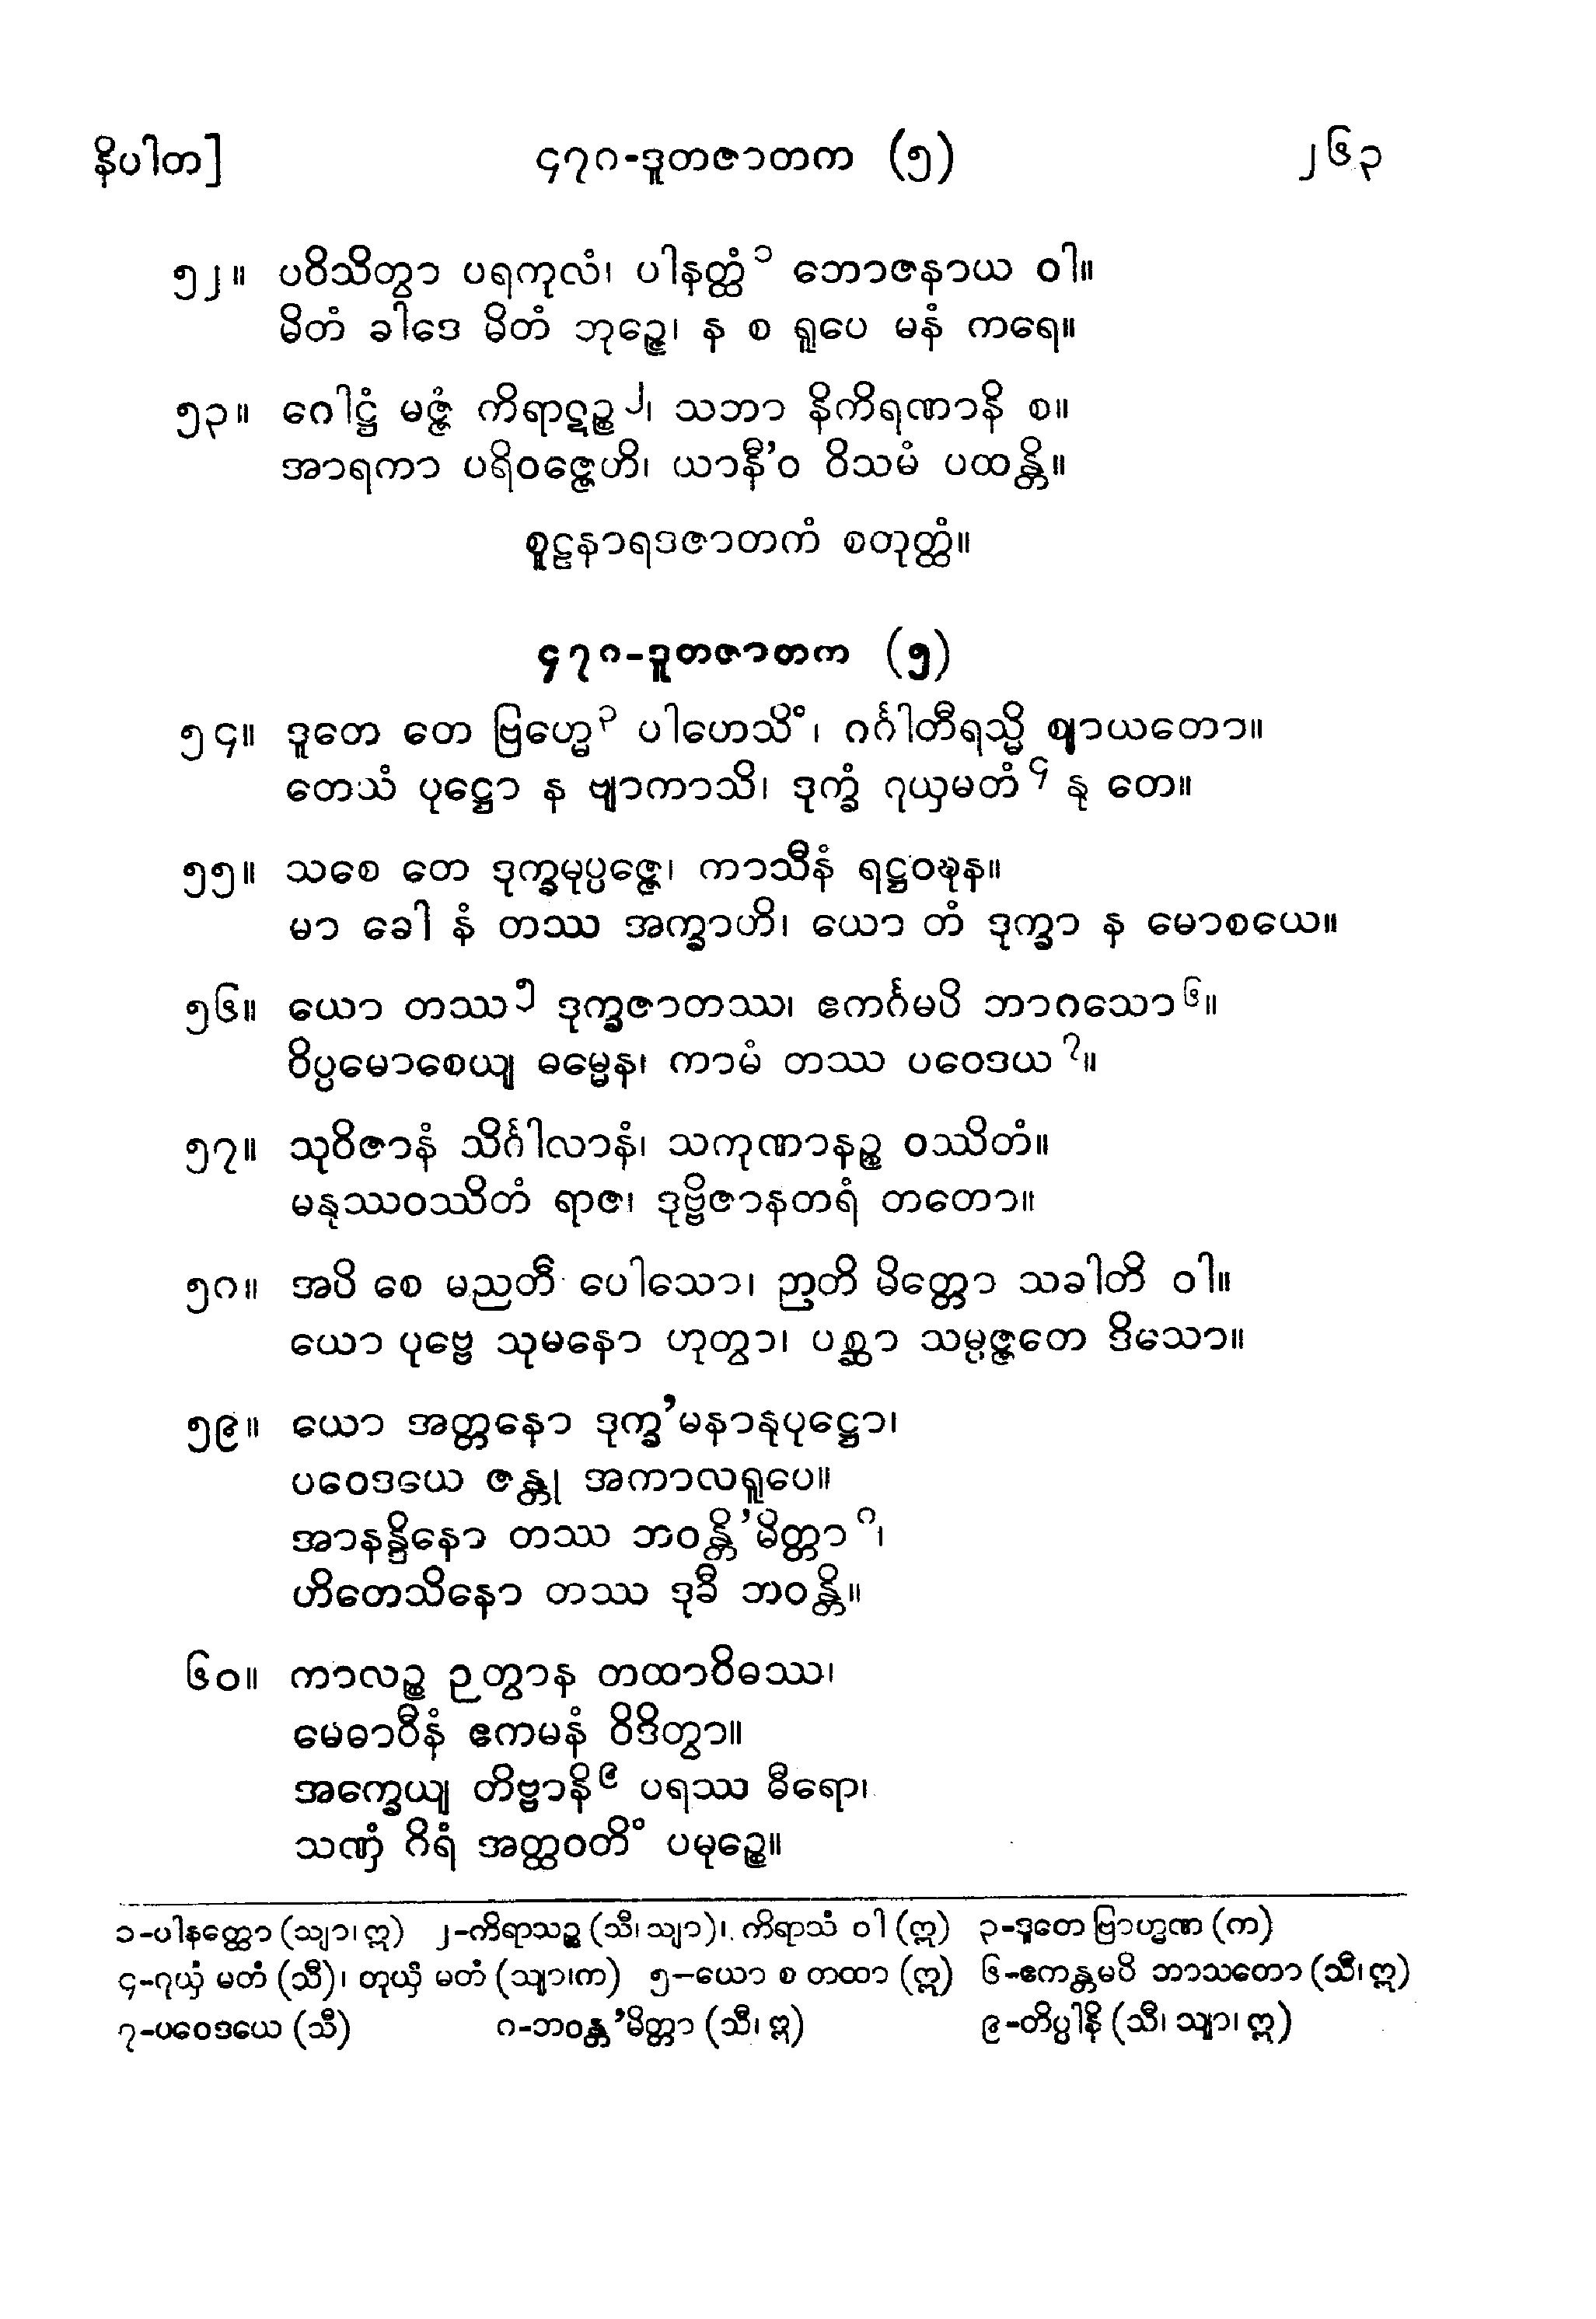 နိပါတ]
၄၇၈-ဒူတဇာတက (၅)
၂၆၃
၅၂။ ပဝိသိတွာ ပရကုလံ၊ ပါနတ္ထံ၁ ဘောဇနာယ ဝါ။
မိတံ ခါဒေ မိတံ ဘုဉ္ဇေ၊ န စ ရူပေ မနံ ကရေ။
၅၃။ ဂေါဋ္ဌံ မဇ္ဇံ ကိရာဋဉ္စ၂၊ သဘာ နိကိရဏာနိ စ။
အာရကာ ပရိဝဇ္ဇေဟိ၊ ယာနီ’ဝ ဝိသမံ ပထန္တိ။
စူဠနာရဒဇာတကံ စတုတ္ထံ။
၄၇၈-ဒူတဇာတက (၅)
၅၄။ ဒူတေ တေ ဗြဟ္မေ၃ ပါဟေသိံ၊ ဂင်္ဂါတီရသ္မိ ဈာယတော။
တေသံ ပုဋ္ဌော န ဗျာကာသိ၊ ဒုက္ခံ ဂုယှမတံ၄ နု တေ။
၅၅။ သစေ တေ ဒုက္ခမုပ္ပဇ္ဇေ၊ ကာသီနံ ရဋ္ဌဝဍ္ဎန။
မာ ခေါ နံ တဿ အက္ခာဟိ၊ ယော တံ ဒုက္ခာ န မောစယေ။
၅၆။ ယော တဿ၅ ဒုက္ခဇာတဿ၊ ဧကင်္ဂမပိ ဘာဂသော၆။
ဝိပ္ပမောစေယျ ဓမ္မေန၊ ကာမံ တဿ ပဝေဒယ၇။
၅၇။ သုဝိဇာနံ သိင်္ဂါလာနံ၊ သကုဏာနဉ္စ ဝဿိတံ။
မနုဿဝဿိတံ ရာဇ၊ ဒုဗ္ဗိဇာနတရံ တတော။
၅၈။ အပိ စေ မညတီ ပေါသော၊ ဉာတိ မိတ္တော သခါတိ ဝါ။
ယော ပုဗ္ဗေ သုမနော ဟုတွာ၊ ပစ္ဆာ သမ္ပဇ္ဇတေ ဒိသော။
၅၉။ ယော အတ္တနော ဒုက္ခ’မနာနုပုဋ္ဌော၊
ပဝေဒယေ ဇန္တု အကာလရူပေ။
အာနန္ဒိနော တဿ ဘဝန္တိ’မိတ္တာ၈၊
ဟိတေသိနော တဿ ဒုခီ ဘဝန္တိ။
၆၀။ ကာလဉ္စ ဉတွာန တထာဝိဓဿ၊
မေဓာဝီနံ ဧကမနံ ဝိဒိတွာ။
အက္ခေယျ တိဗ္ဗာနိ၉ ပရဿ ဓီရော၊
သဏှံ ဂိရံ အတ္ထဝတိံ ပမုဉ္စေ။
၁-ပါနတ္ထော (သျာ၊ဣ) ၂-ကိရာသဉ္စ (သီ၊သျာ)၊ ကိရာသံ ဝါ (ဣ) ၃-ဒူတေ ဗြာဟ္မဏ (က)
၄-ဂုယှံ မတံ (သီ)၊ တုယှံ မတံ (သျာ၊က) ၅-ယော စ တထာ (ဣ) ၆-ဧကန္တမပိ ဘာသတော (သီ၊ဣ)
၇-ပဝေဒယေ (သီ) ၈-ဘဝန္တ’မိတ္တာ (သီ၊ဣ) ၉-တိပ္ပါနိ (သီ၊သျာ၊ဣ)